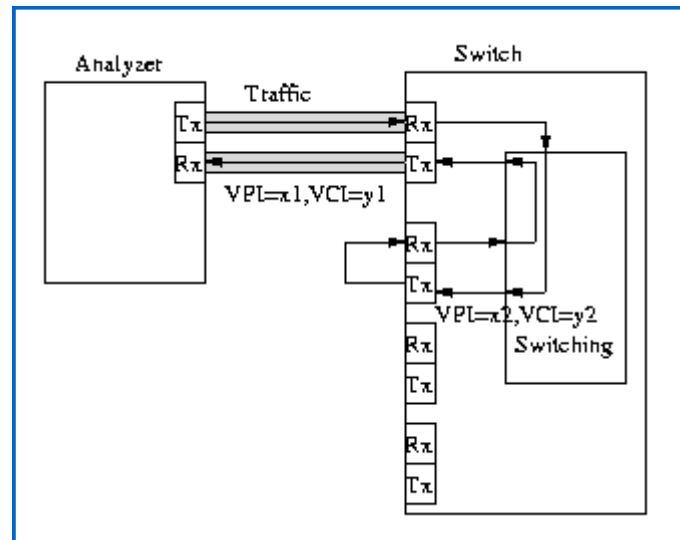 Analyzer
Switch
Traffic
Tx
Rx
Rx
Tx
VPI=x1,VCI=y1
Rx
Tx
VPI=x2,VCI=y2
Switching
Rx
Tx
Rx
Tx